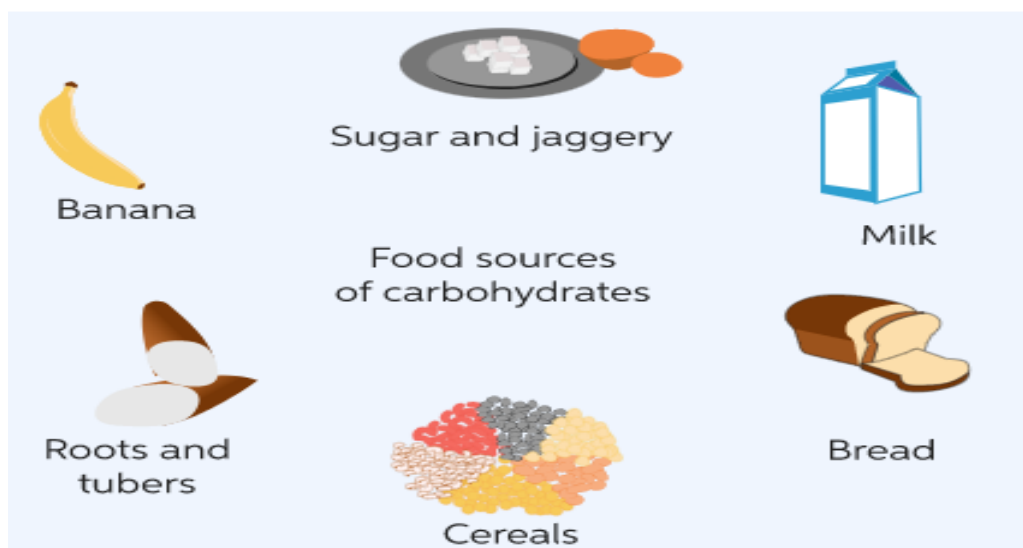 Sugar and jaggery
Banana
Milk
Food sources
of carbohydrates
Roots and
tubers
Bread
Cereals